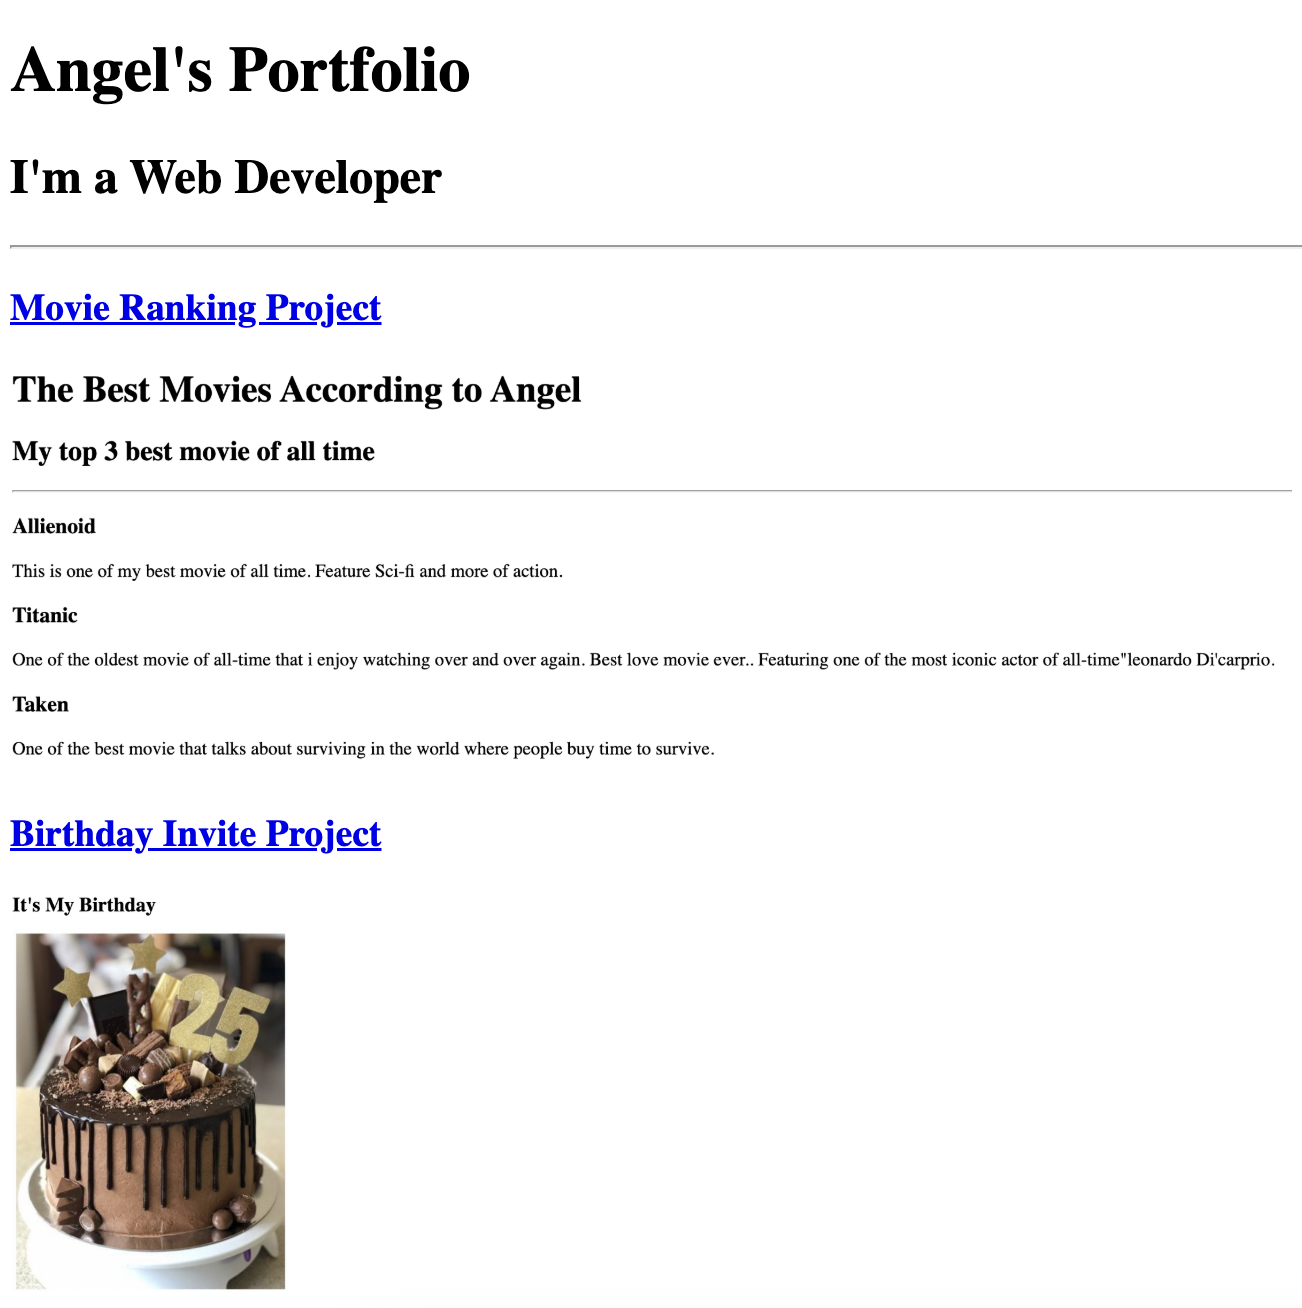 Angel's Portfolio
I'm a Web Developer
Movie Ranking Project
The Best Movies According to Angel
My top 3 best movie of all time
Allienoid
This is one of my best movie of all time. Feature Sci-fi and more of action.
Titanic
One of the oldest movie of all-time that i enjoy watching over and over again. Best love movie ever.. Featuring one of the most iconic actor of all-time"leonardo Di'carprio.
Taken
One of the best movie that talks about surviving in the world where people buy time to survive.
Birthday Invite Project
It's My Birthday
25